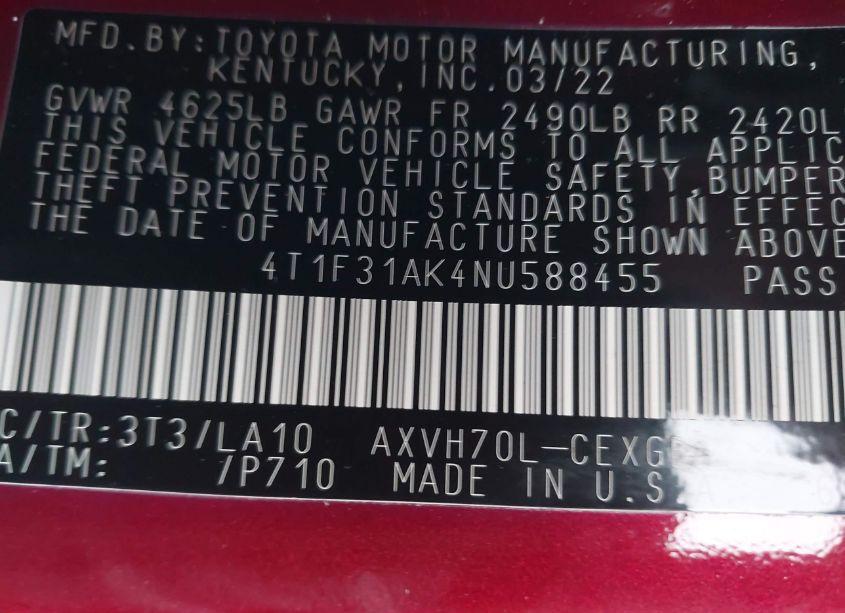 MFD.BY:TOYOTA MOTOR MANUFACTURING,
KENTUCKY,INC.03/22
GVWR 4625LB GAWR FR 2490LB RR 2420L
THIS VEHICLE CONFORMS TO ALL APPLIC
FEDERAL MOTOR VEHICLE SAFETY,BUMPER
THEFT PREVENTION STANDARDS IN EFFEC
THE DATE OF MANUFACTURE SHOWN ABOVE
4T1F31AK4NU588455 PASS
C/TR:3T3/LA10 AXVH70L-CEXG
A/TM: /P710 MADE IN U.S.A